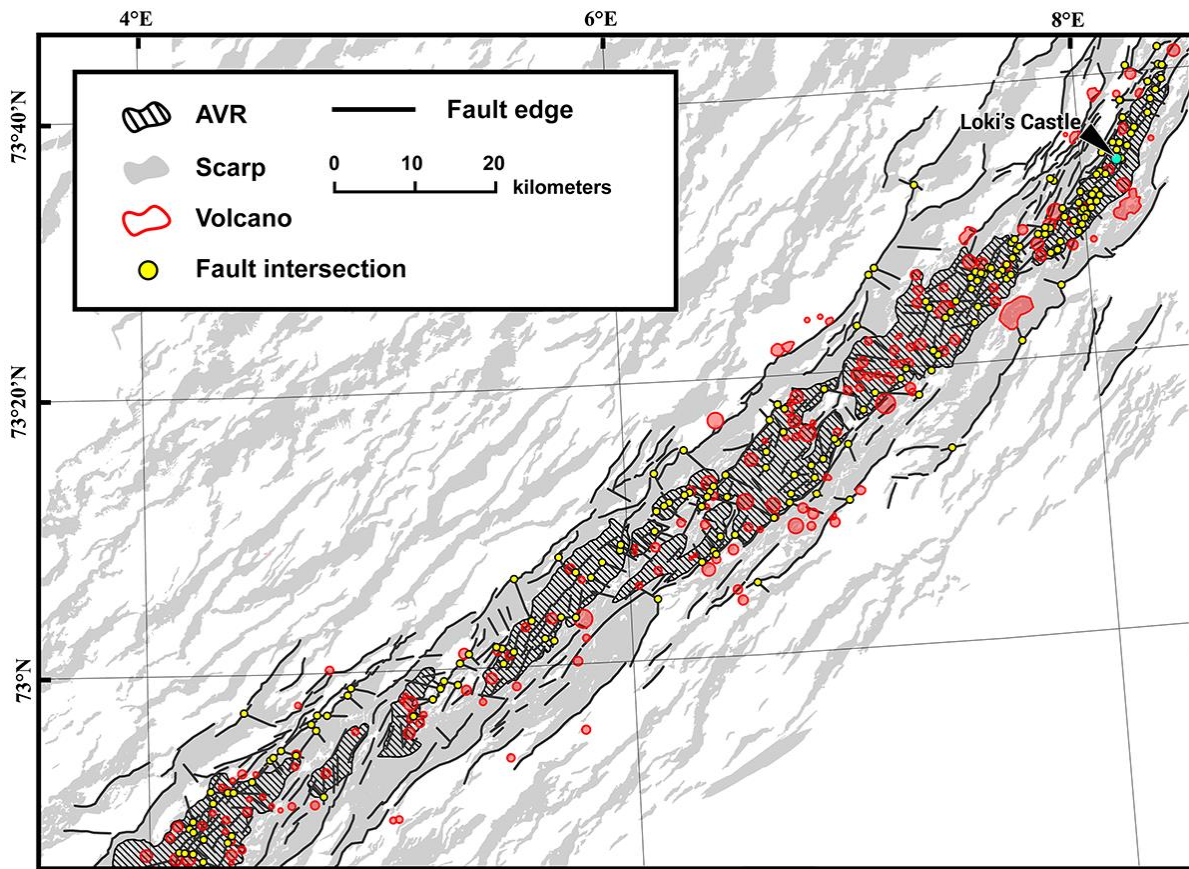 4°E 6°E 8°E
AVR
Fault edge
Scarp
0 10 20
kilometers
Volcano
Fault intersection
Loki's Castle
73°40'N
73°20'N
73°N